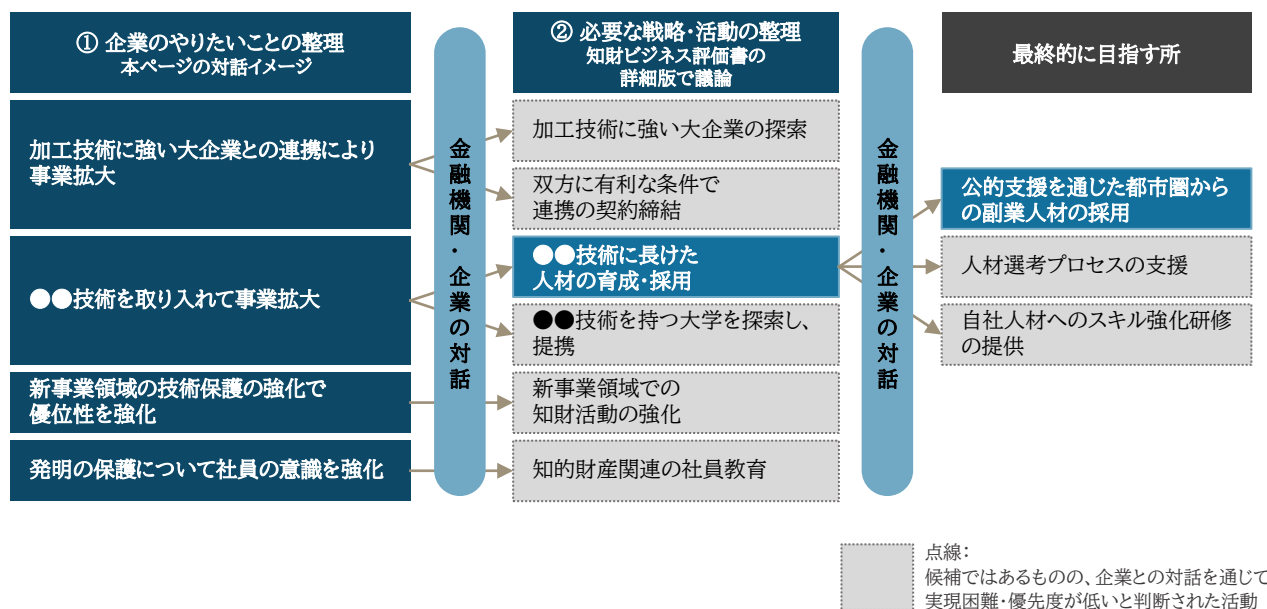 ① 企業のやりたいことの整理
本ページの対話イメージ
加工技術に強い大企業との連携により
事業拡大
●●技術を取り入れて事業拡大
新事業領域の技術保護の強化で
優位性を強化
発明の保護について社員の意識を強化
金融機関・企業の対話
② 必要な戦略・活動の整理
知財ビジネス評価書の
詳細版で議論
加工技術に強い大企業の探索
双方に有利な条件で
連携の契約締結
●●技術に長けた
人材の育成・採用
●●技術を持つ大学を探索し、
提携
新事業領域での
知財活動の強化
知的財産関連の社員教育
金融機関・企業の対話
最終的に目指す所
公的支援を通じた都市圏から
の副業人材の採用
人材選考プロセスの支援
自社人材へのスキル強化研修
の提供
点線：
候補ではあるものの、企業との対話を通じて
実現困難・優先度が低いと判断された活動